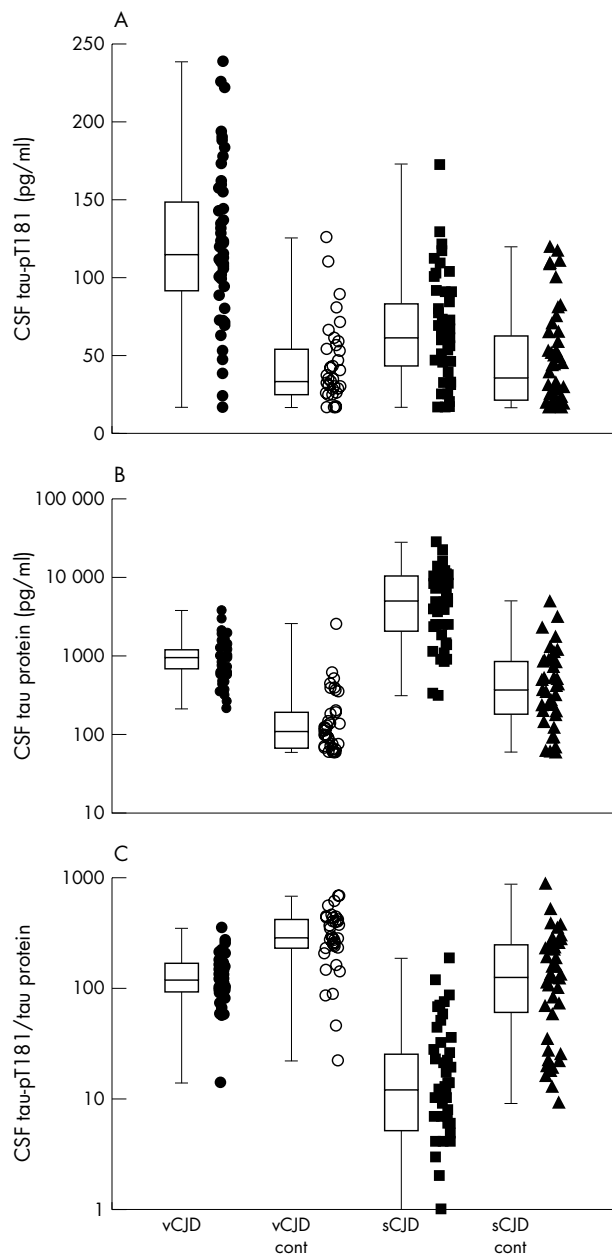 A
CSF tau-pT181 (pg/ml)
250
200
150
100
50
0
B
CSF tau protein (pg/ml)
100 000
10 000
1000
100
10
C
CSF tau-pT181/tau protein
1000
100
10
1
vCJD
vCJD
cont
sCJD
sCJD
cont